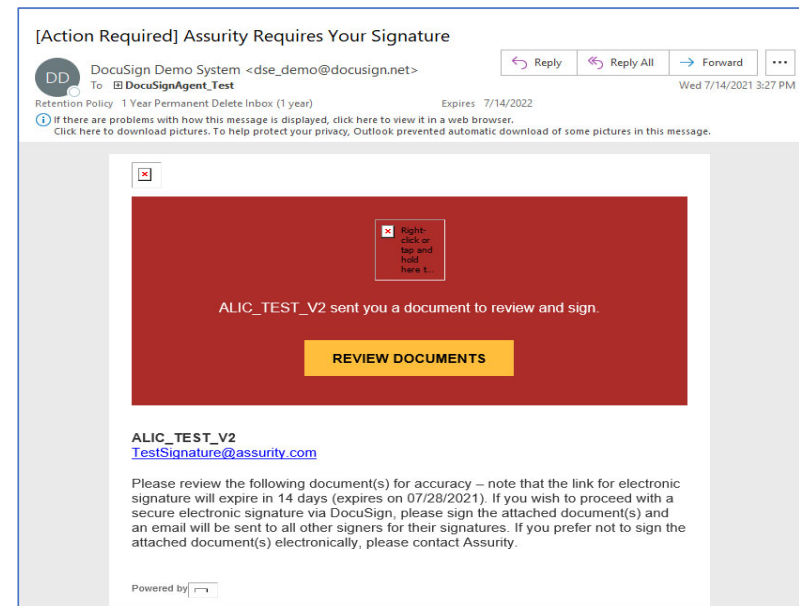 [Action Required] Assurity Requires Your Signature
Reply
Reply All
Forward
DD
DocuSign Demo System <dse_demo@docusign.net>
To DocuSignAgent_Test
Wed 7/14/2021 3:27 PM
Retention Policy 1 Year Permanent Delete Inbox (1 year) Expires 7/14/2022
If there are problems with how this message is displayed, click here to view it in a web browser.
Click here to download pictures. To help protect your privacy, Outlook prevented automatic download of some pictures in this message.
Right-
click or
tap and
hold
here t...
ALIC_TEST_V2 sent you a document to review and sign.
REVIEW DOCUMENTS
ALIC_TEST_V2
TestSignature@assurity.com
Please review the following document(s) for accuracy – note that the link for electronic
signature will expire in 14 days (expires on 07/28/2021). If you wish to proceed with a
secure electronic signature via DocuSign, please sign the attached document(s) and
an email will be sent to all other signers for their signatures. If you prefer not to sign the
attached document(s) electronically, please contact Assurity.
Powered by